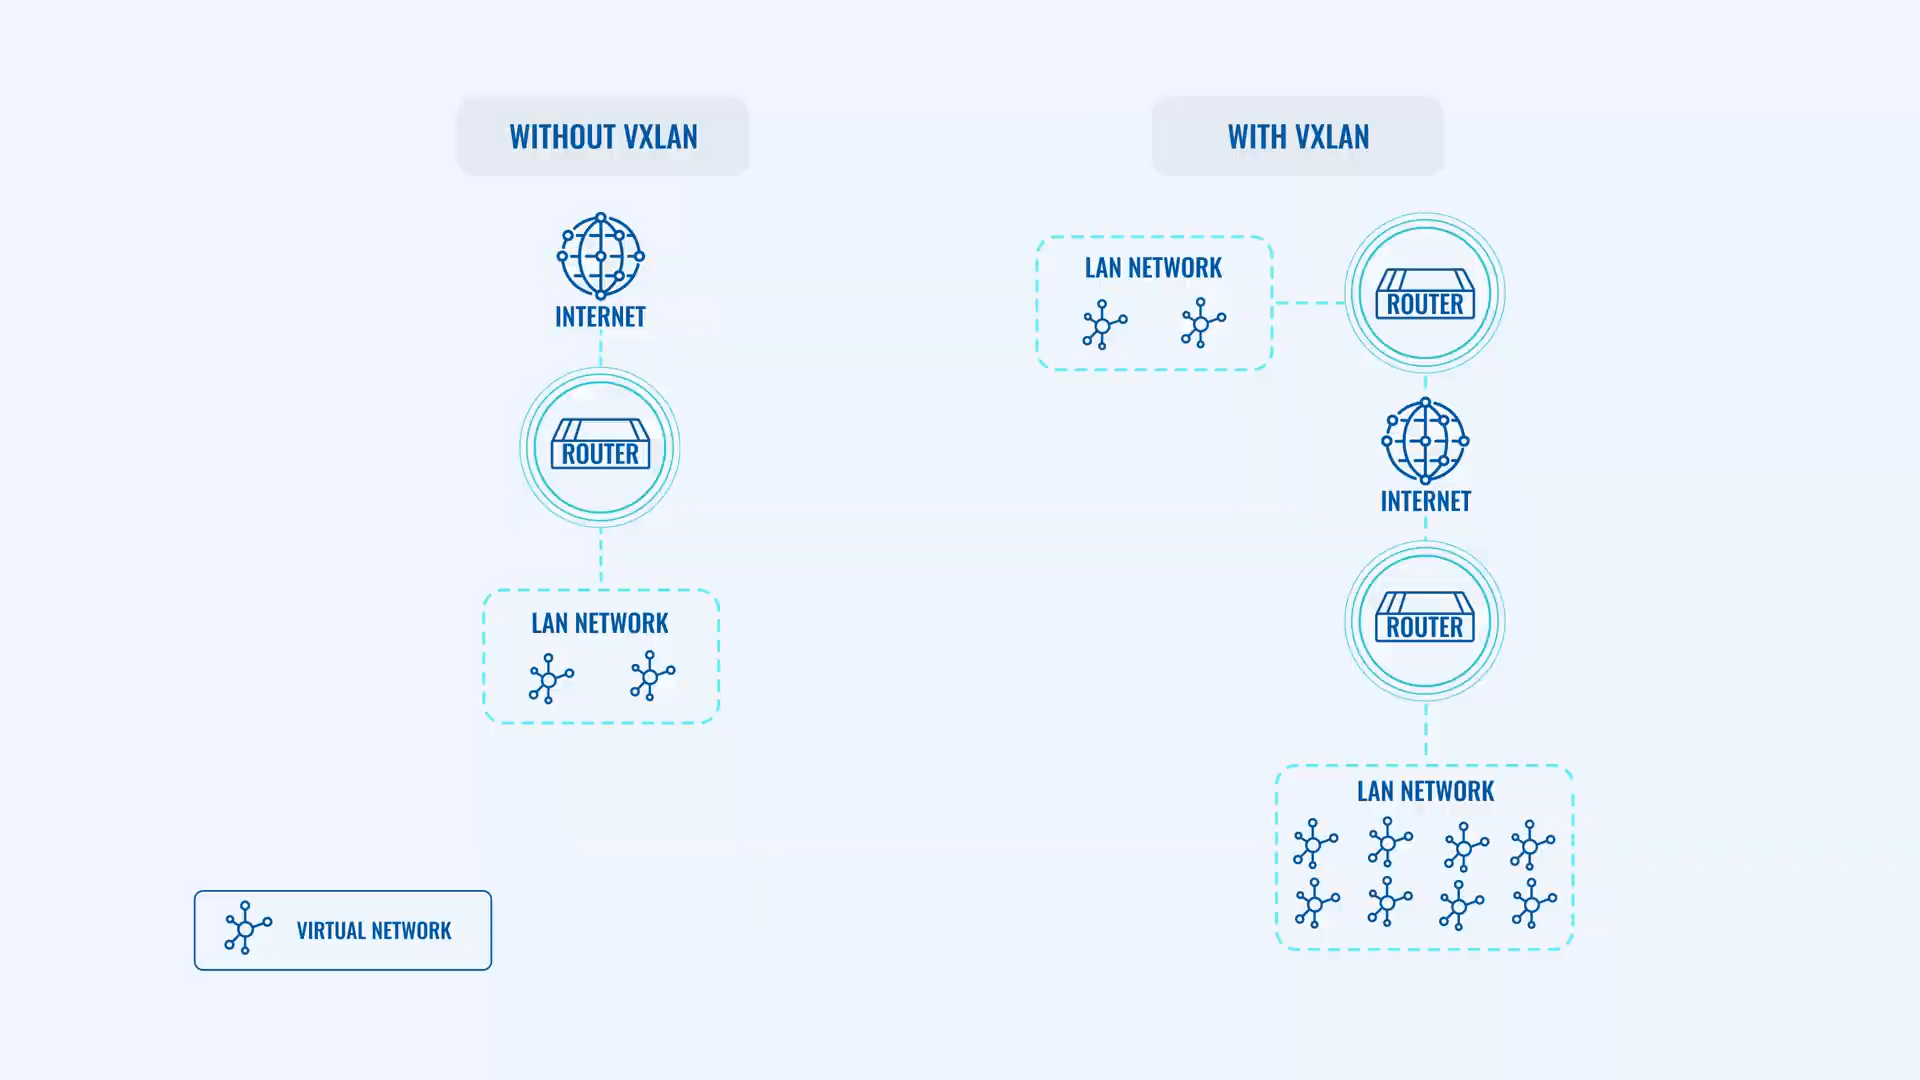 WITHOUT VXLAN
INTERNET
ROUTER
LAN NETWORK
VIRTUAL NETWORK
WITH VXLAN
LAN NETWORK
ROUTER
INTERNET
ROUTER
LAN NETWORK